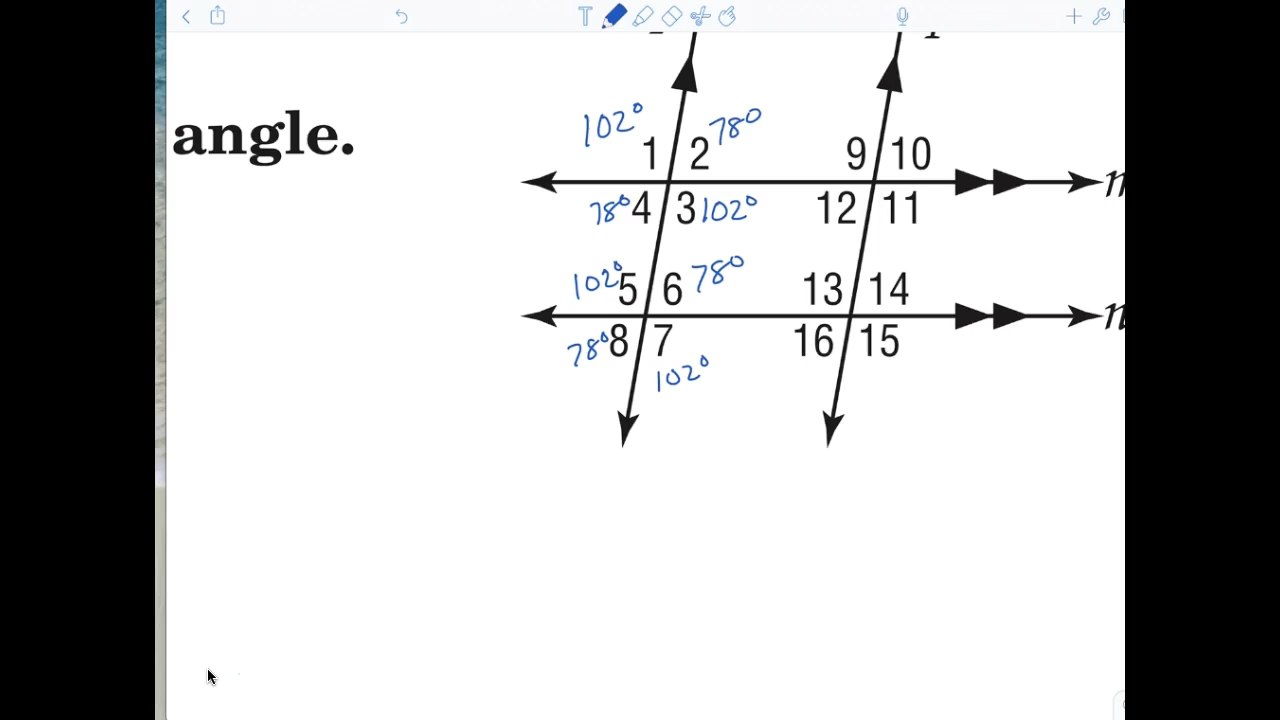 T
102° 78°
angle.
1 2 9 10
78° 4 3 102° 12 11
102° 5 6 78° 13 14
78° 8 7 16 15
102°